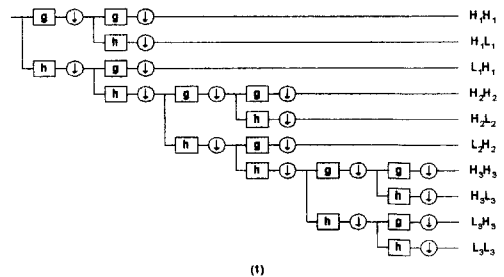 g ↓ g ↓ H₁H₁
h ↓ H₁L₁
h ↓ g ↓ L₁H₁
h ↓ g ↓ g ↓ H₂H₂
h ↓ H₂L₂
h ↓ g ↓ L₂H₂
h ↓ g ↓ g ↓ H₃H₃
h ↓ H₃L₃
h ↓ g ↓ L₃H₃
h ↓ L₃L₃
(1)